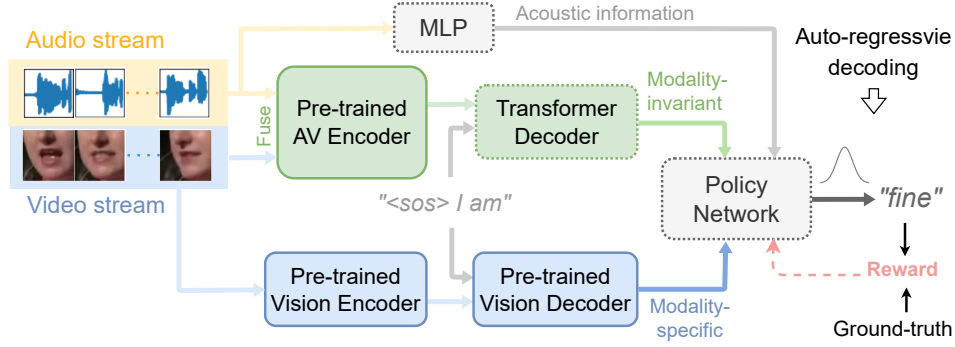 Audio stream
MLP
Acoustic information
Auto-regressvie
decoding
Fuse
Pre-trained
AV Encoder
Transformer
Decoder
Modality-
invariant
Video stream
"<sos> I am"
Policy
Network
"fine"
Pre-trained
Vision Encoder
Pre-trained
Vision Decoder
Modality-
specific
Reward
Ground-truth